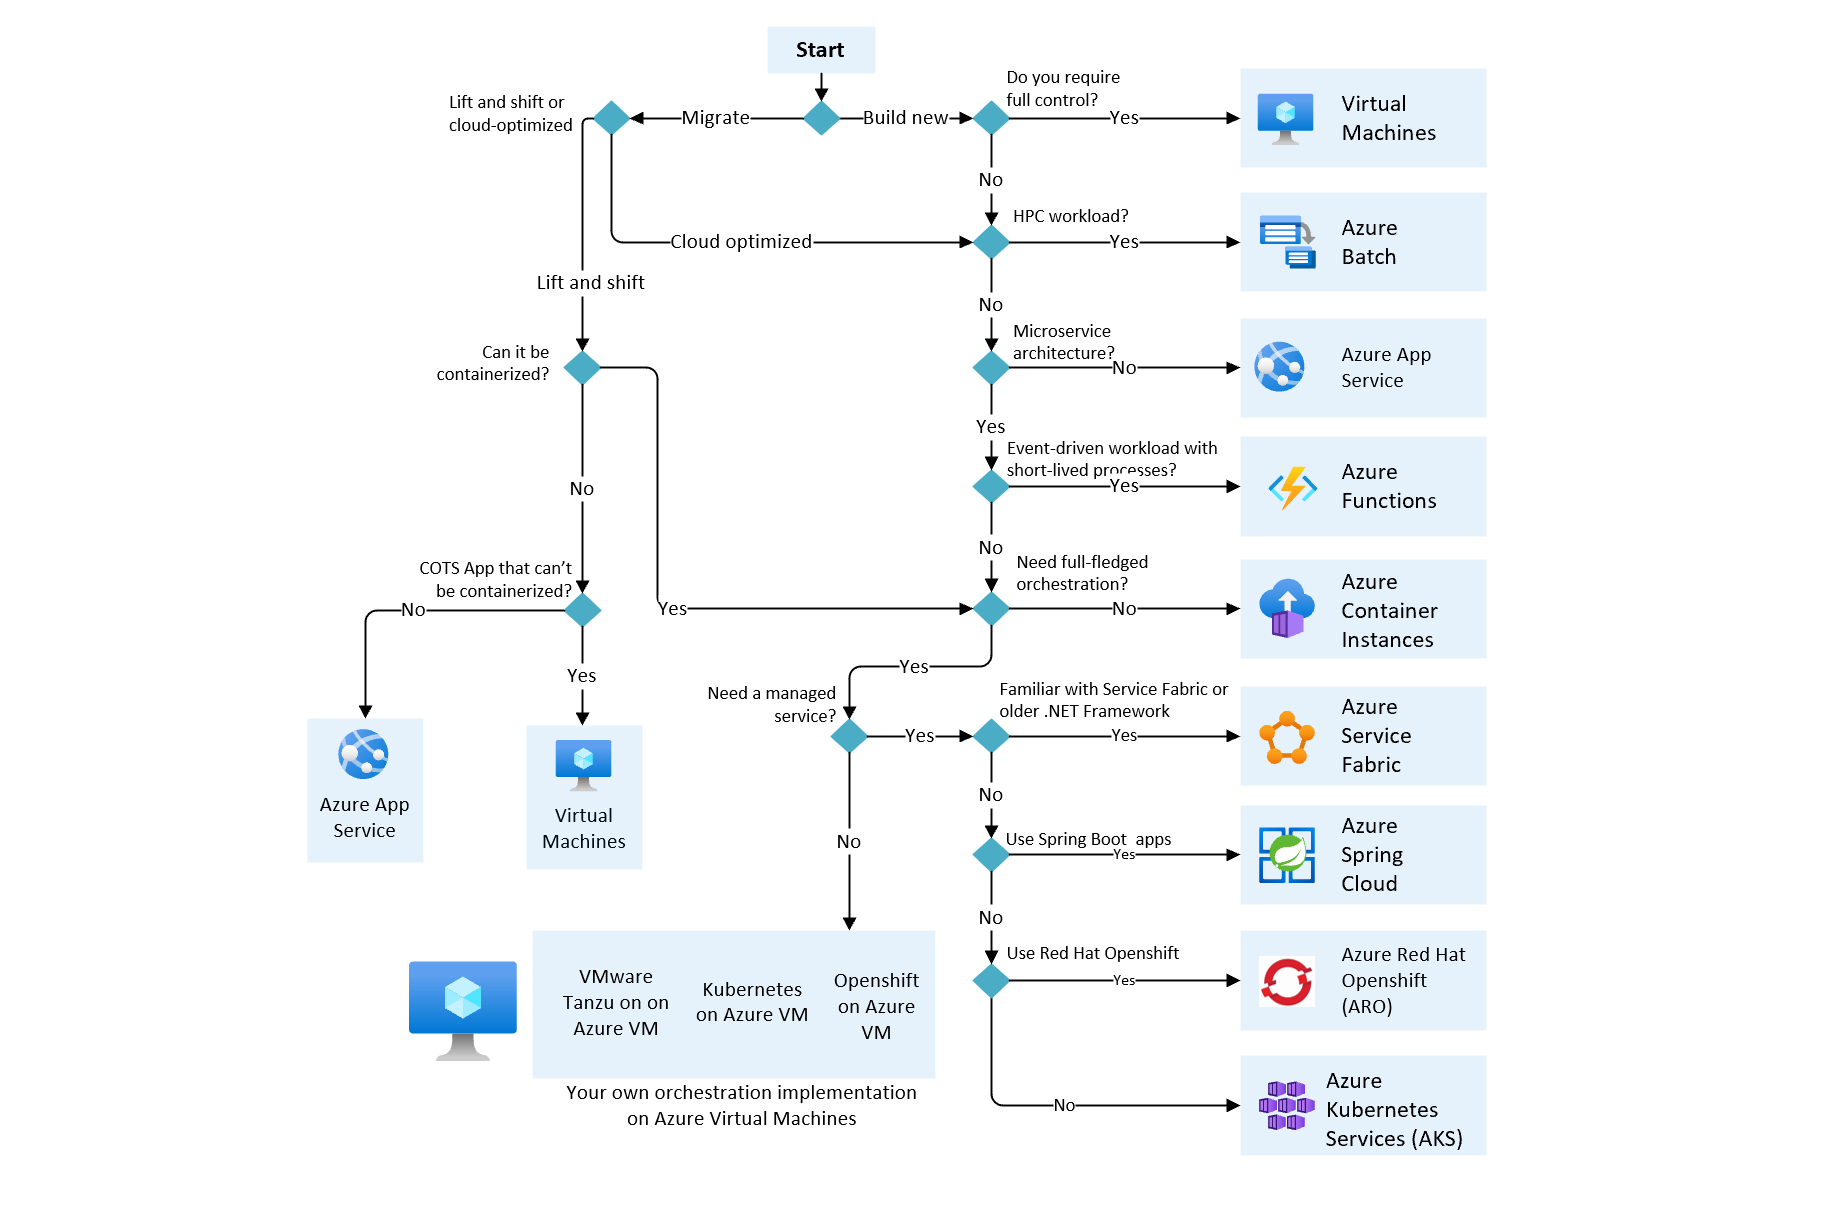 Start
Lift and shift or
cloud-optimized
Migrate
Build new
Do you require
full control?
Yes
Virtual
Machines
No
HPC workload?
Cloud optimized
Yes
Azure
Batch
Lift and shift
No
Microservice
architecture?
No
Azure App
Service
Can it be
containerized?
Yes
Event-driven workload with
short-lived processes?
Yes
Azure
Functions
No
No
Need full-fledged
orchestration?
No
Azure
Container
Instances
COTS App that can’t
be containerized?
No
Yes
Yes
Yes
Need a managed
service?
Yes
Familiar with Service Fabric or
older .NET Framework
Yes
Azure
Service
Fabric
Azure App
Service
Virtual
Machines
No
No
Use Spring Boot  apps
Yes
Azure
Spring
Cloud
No
Use Red Hat Openshift
Yes
Azure Red Hat
Openshift
(ARO)
VMware
Tanzu on on
Azure VM
Kubernetes
on Azure VM
Openshift
on Azure
VM
Your own orchestration implementation
on Azure Virtual Machines
No
Azure
Kubernetes
Services (AKS)